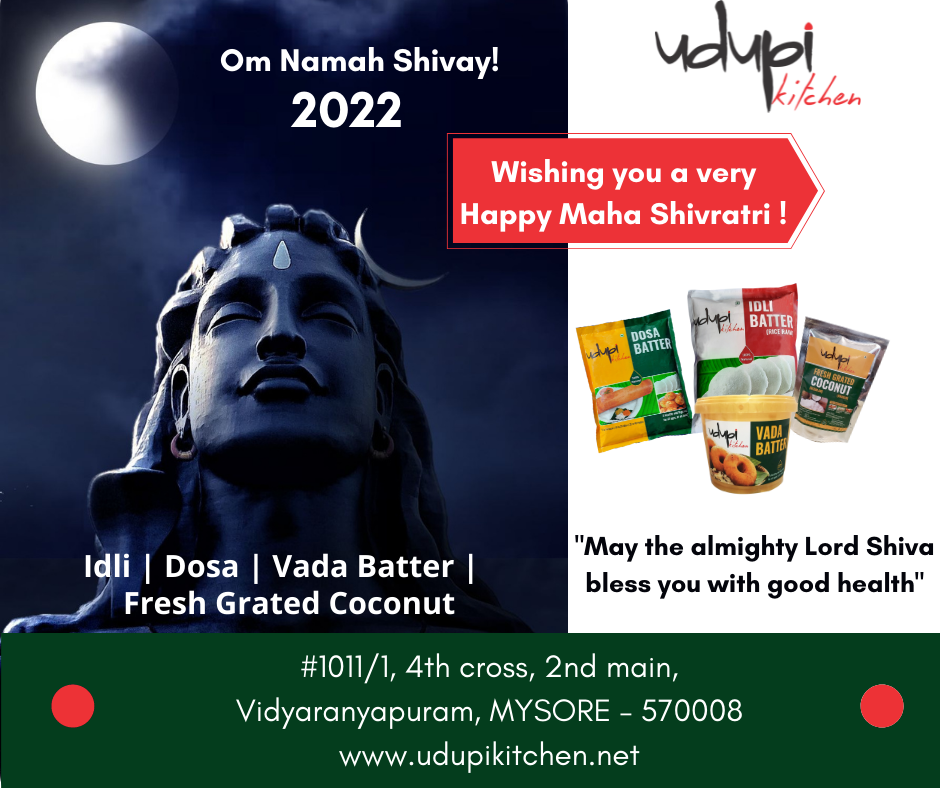 Om Namah Shivay!
2022
udupi
kitchen
Wishing you a very
Happy Maha Shivratri !
udupi
kitchen
DOSA
BATTER
udupi
kitchen
IDLI
BATTER
(RICE RAVA)
udupi
FRESH GRATED
COCONUT
udupi
kitchen
VADA
BATTER
Idli | Dosa | Vada Batter |
Fresh Grated Coconut
"May the almighty Lord Shiva
bless you with good health"
#1011/1, 4th cross, 2nd main,
Vidyaranyapuram, MYSORE - 570008
www.udupikitchen.net